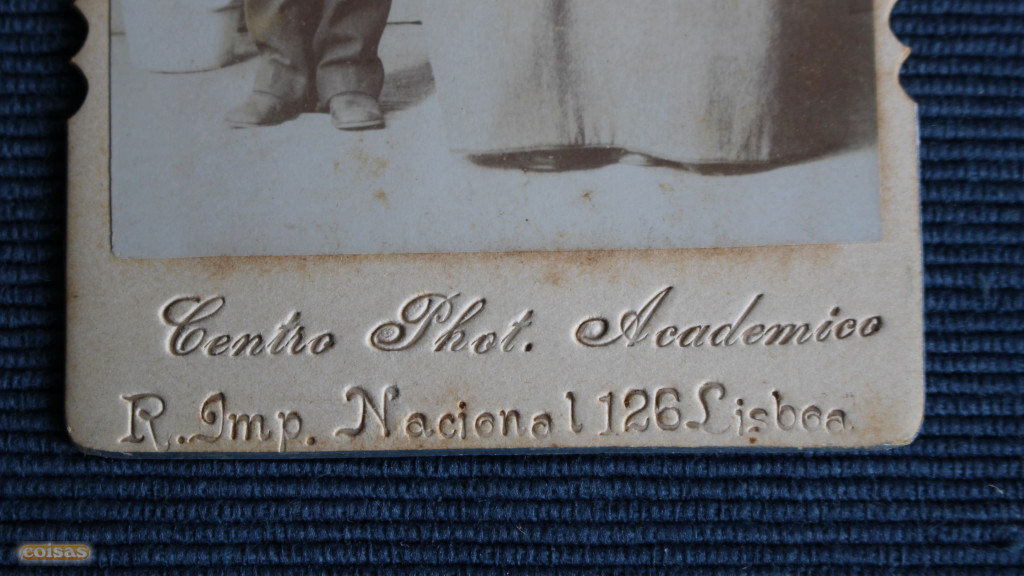 Centro Phot. Academico
R. Imp. Nacional 126 Lisboa
coisas